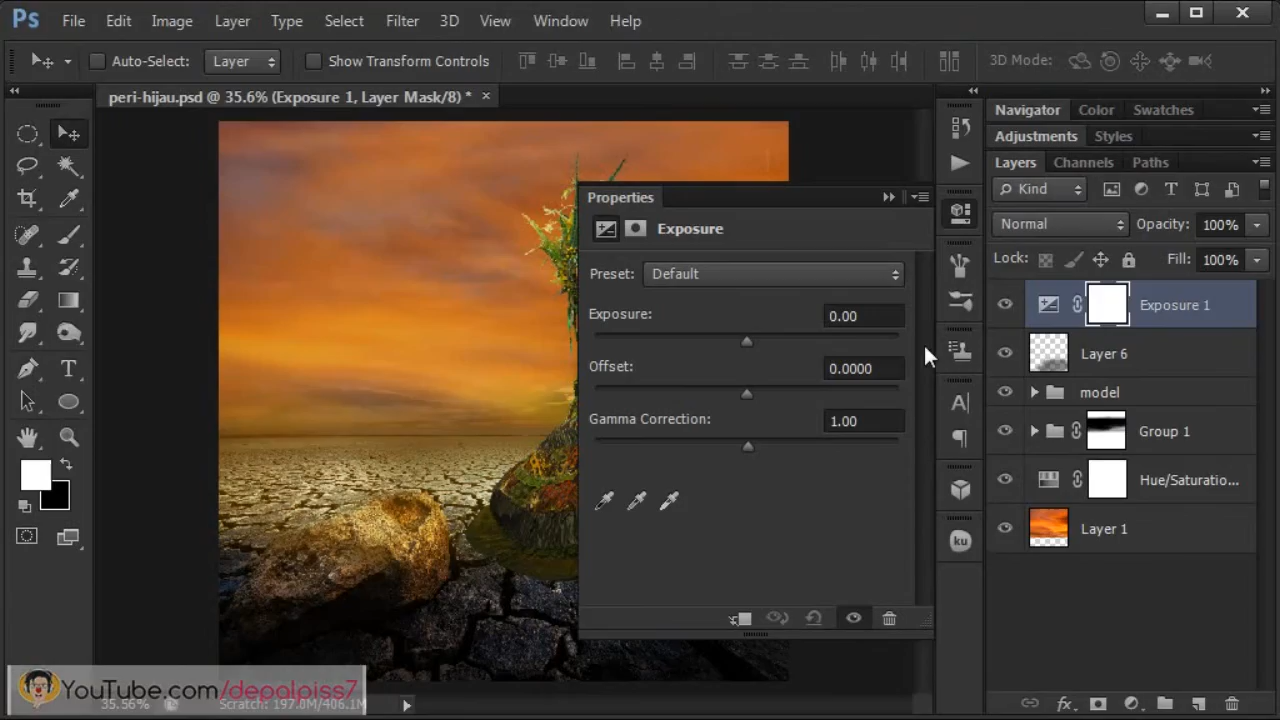 Ps File Edit Image Layer Type Select Filter 3D View Window Help
Auto-Select: Layer Show Transform Controls 3D Mode:
peri-hijau.psd @ 35.6% (Exposure 1, Layer Mask/8) * ×
Navigator Color Swatches
Adjustments Styles
Layers Channels Paths
Kind
Normal Opacity: 100%
Lock: Fill: 100%
Exposure 1
Layer 6
model
Group 1
Hue/Saturatio...
Layer 1
Properties
Exposure
Preset: Default
Exposure: 0.00
Offset: 0.0000
Gamma Correction: 1.00
ku
YouTube.com/depalpiss7
35.56% Scratch: 197.0M/406.1M